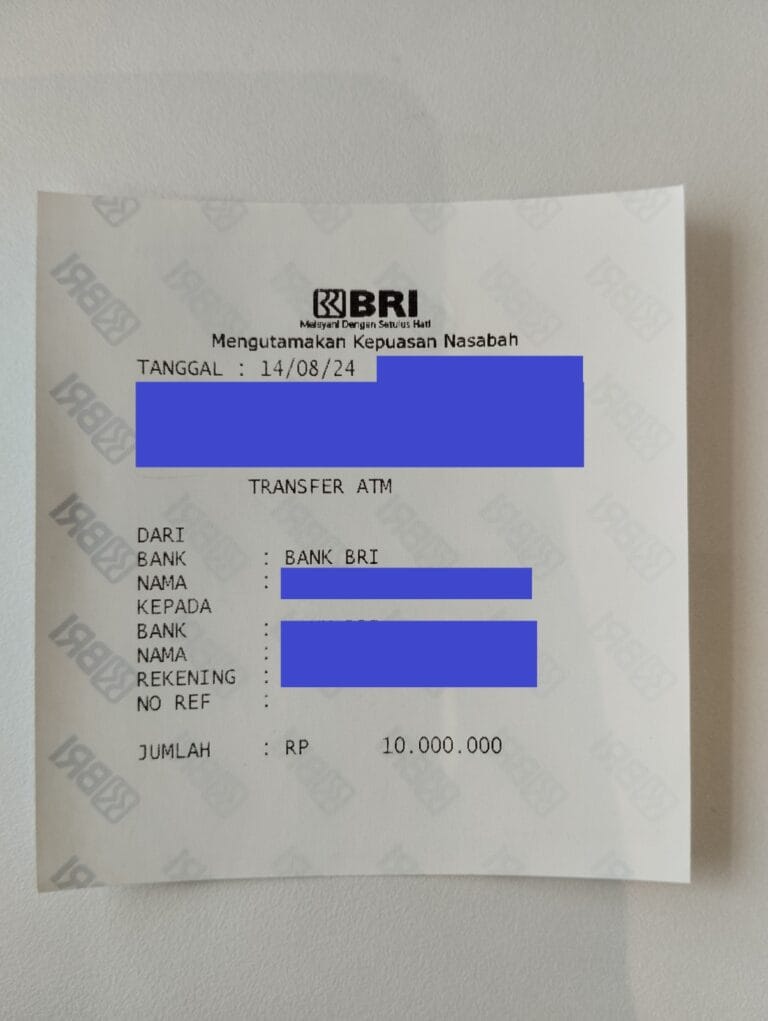 BRI
Melayani Dengan Setulus Hati
Mengutamakan Kepuasan Nasabah
TANGGAL : 14/08/24
TRANSFER ATM
DARI
BANK : BANK BRI
NAMA :
KEPADA
BANK :
NAMA :
REKENING :
NO REF :
JUMLAH : RP 10.000.000